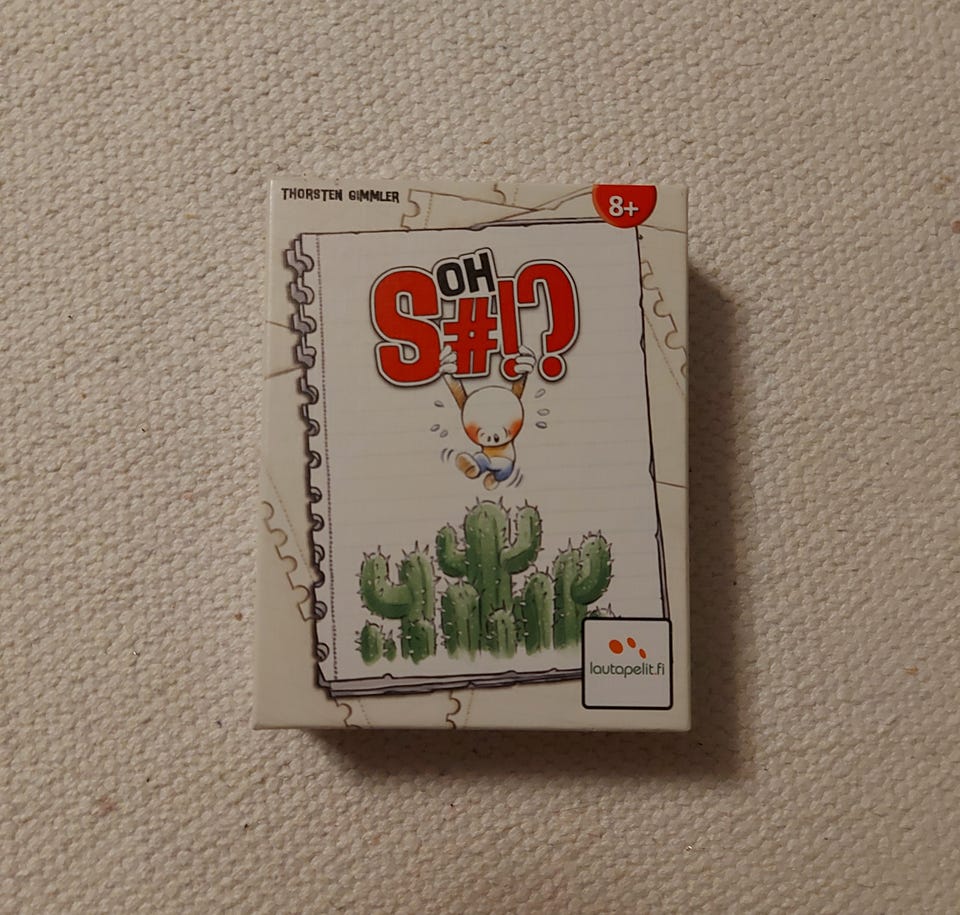 THORSTEN GIMMLER
8+
OH
S#!?
lautapelit.fi